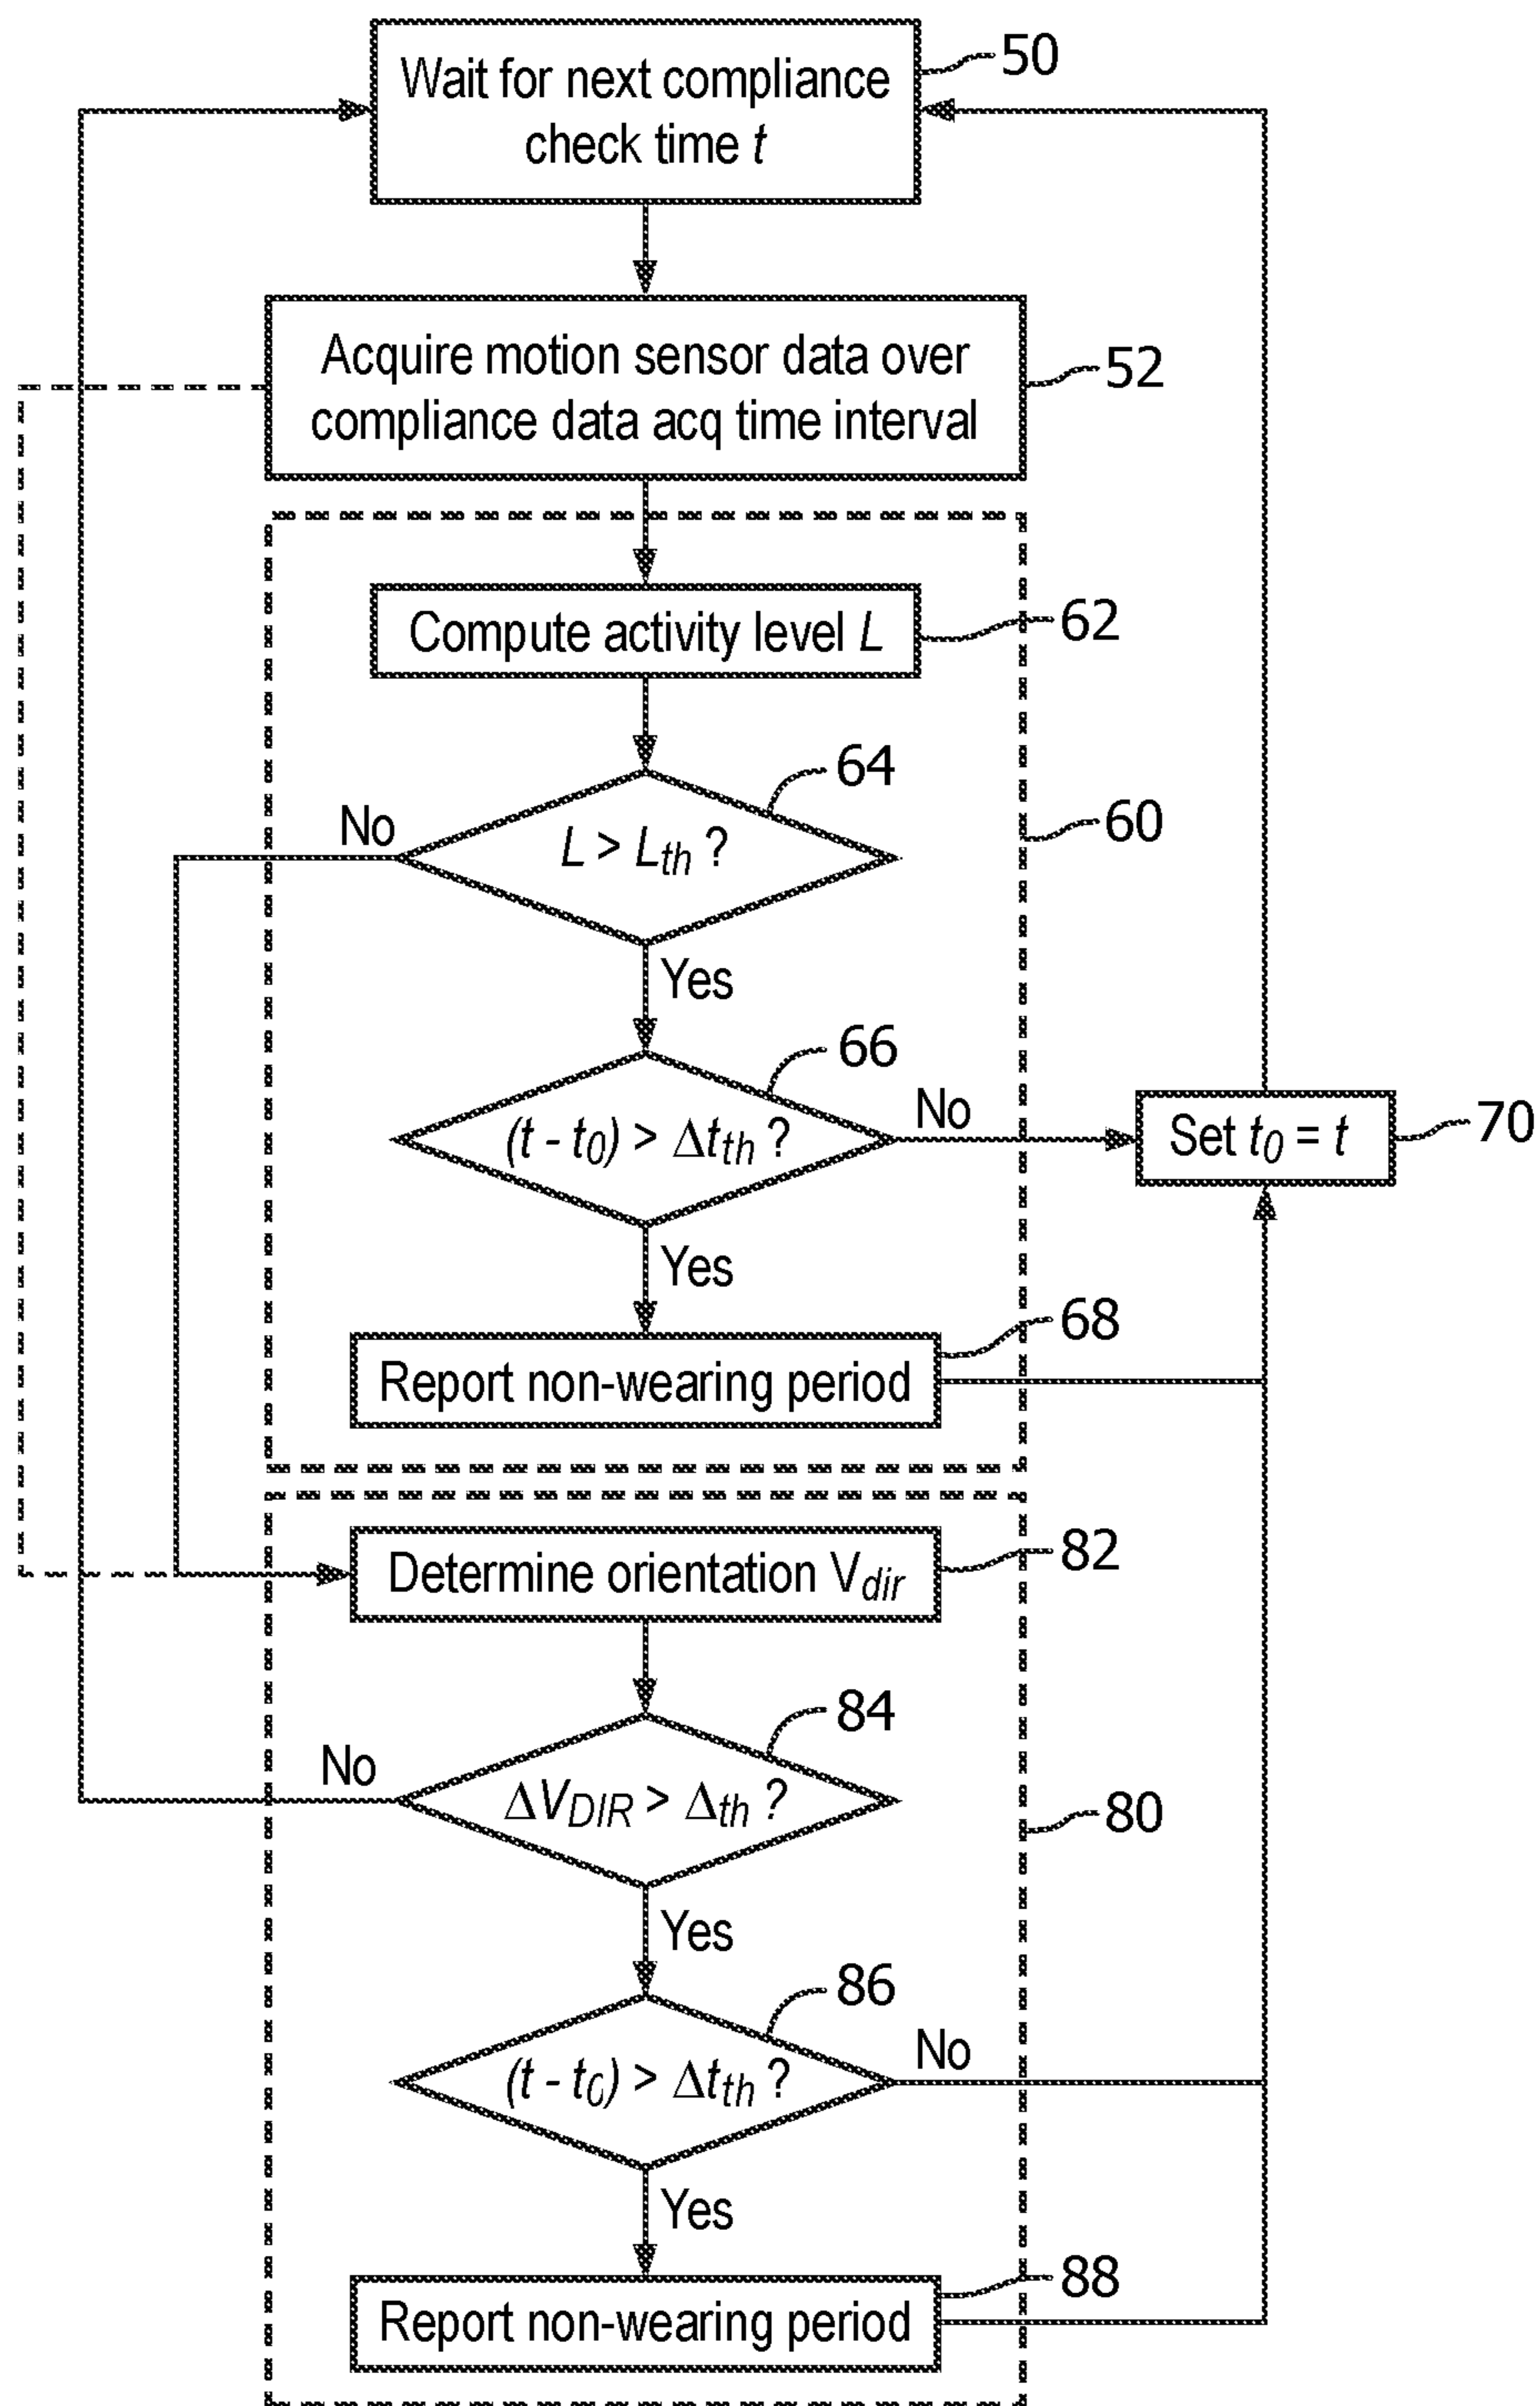 Wait for next compliance
check time t
50
Acquire motion sensor data over
compliance data acq time interval
52
Compute activity level L
62
64
No
L > Lth ?
60
Yes
66
(t - t0) > Δtth ?
No
Set t0 = t
70
Yes
68
Report non-wearing period
Determine orientation Vdir
82
84
No
ΔVDIR > Δth ?
80
Yes
86
(t - t0) > Δtth ?
No
Yes
88
Report non-wearing period